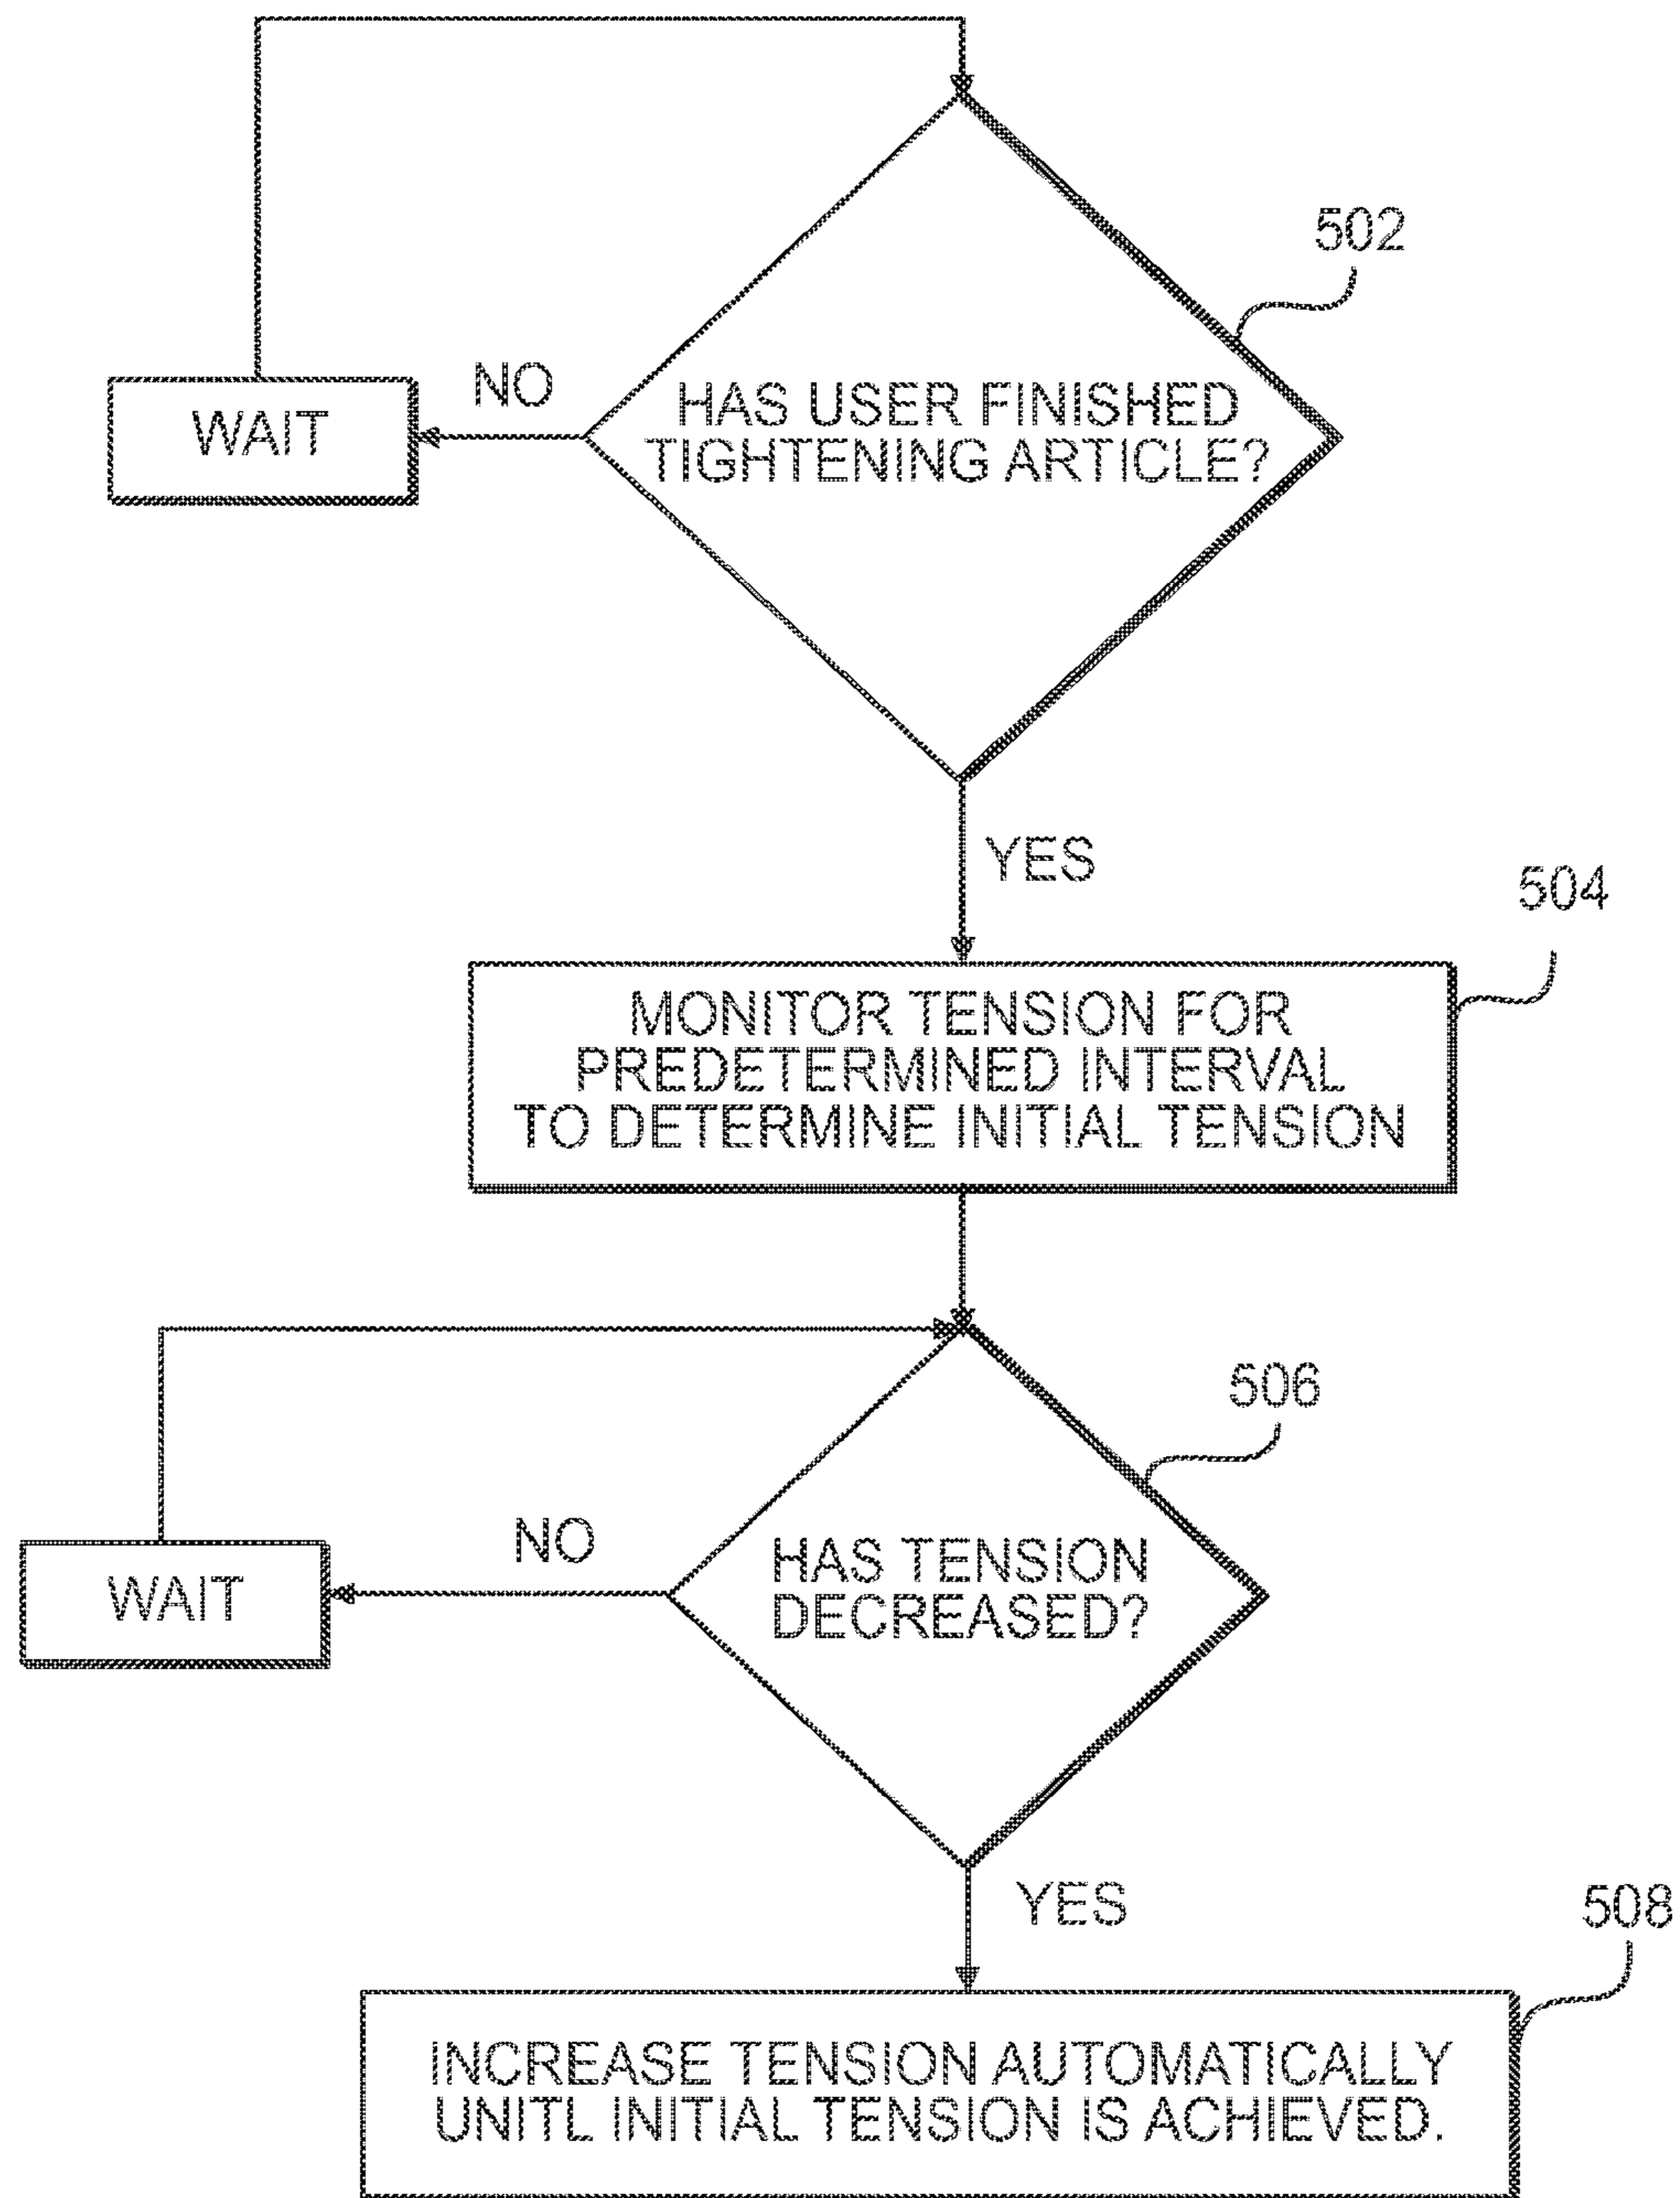 502
NO
HAS USER FINISHED
WAIT
TIGHTENING ARTICLE?
YES
504
MONITOR TENSION FOR
PREDETERMINED INTERVAL
TO DETERMINE INITIAL TENSION
506
NO
HAS TENSION
WAIT
DECREASED?
YES
508
INCREASE TENSION AUTOMATICALLY
UNITL INITIAL TENSION IS ACHIEVED.